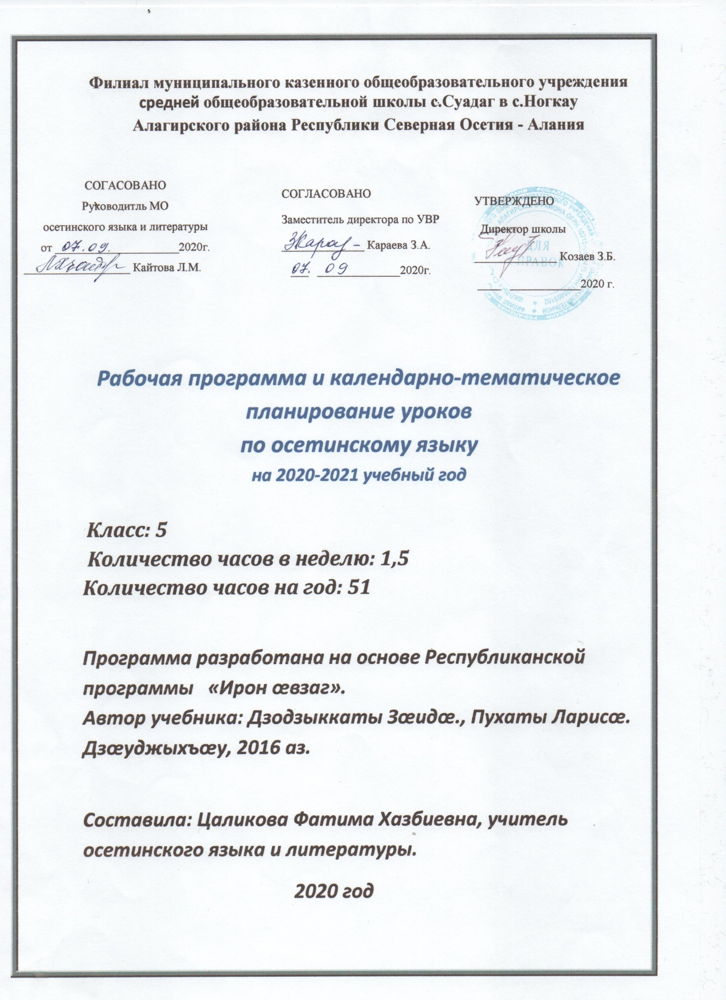 Филиал муниципального казенного общеобразовательного учреждения
средней общеобразовательной школы с.Суадаг в с.Ногкау
Алагирского района Республики Северная Осетия - Алания
СОГАСОВАНО
Руководитль МО
осетинского языка и литературы
от 07.09. 2020г.
Кайтова Л.М.
СОГЛАСОВАНО
Заместитель директора по УВР
Караева З.А.
07. 09 2020г.
УТВЕРЖДЕНО
Директор школы
Козаев З.Б.
2020 г.
ДЛЯ
СПРАВОК
Рабочая программа и календарно-тематическое
планирование уроков
по осетинскому языку
на 2020-2021 учебный год
Класс: 5
Количество часов в неделю: 1,5
Количество часов на год: 51
Программа разработана на основе Республиканской
программы «Ирон æвзаг».
Автор учебника: Дзодзыккаты Зæидæ., Пухаты Ларисæ.
Дзæуджыхъæу, 2016 аз.
Составила: Цаликова Фатима Хазбиевна, учитель
осетинского языка и литературы.
2020 год